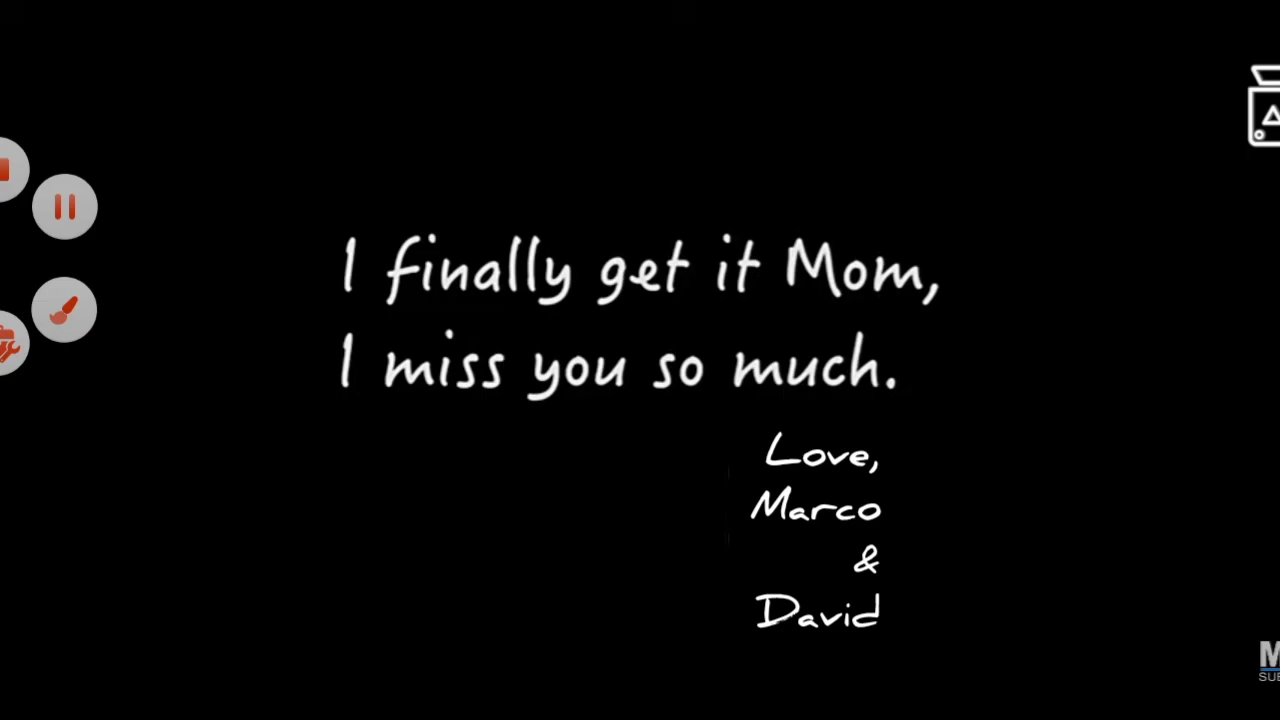 I finally get it Mom,
I miss you so much.
Love,
Marco
&
David